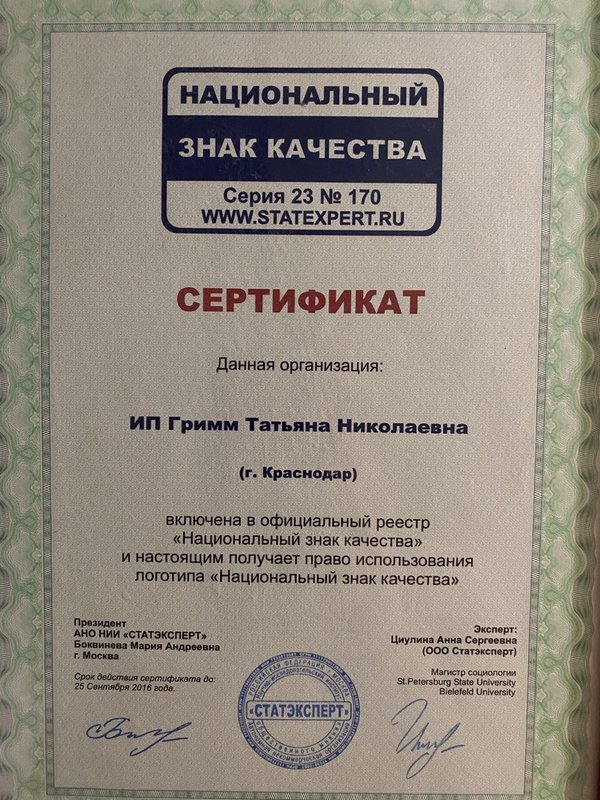 НАЦИОНАЛЬНЫЙ
ЗНАК КАЧЕСТВА
Серия 23 № 170
WWW.STATEXPERT.RU
СЕРТИФИКАТ
Данная организация:
ИП Гримм Татьяна Николаевна
(г. Краснодар)
включена в официальный реестр
«Национальный знак качества»
и настоящим получает право использования
логотипа «Национальный знак качества»
Президент
АНО НИИ «СТАТЭКСПЕРТ»
Боквинева Мария Андреевна
г. Москва
Срок действия сертификата до:
25 Сентября 2016 года.
Эксперт:
Циулина Анна Сергеевна
(ООО Статэксперт)
Магистр социологии
St.Petersburg State University
Bielefeld University
«СТАТЭКСПЕРТ»